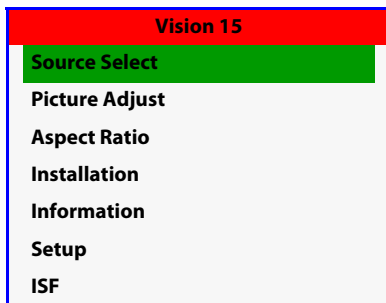 Vision 15
Source Select
Picture Adjust
Aspect Ratio
Installation
Information
Setup
ISF